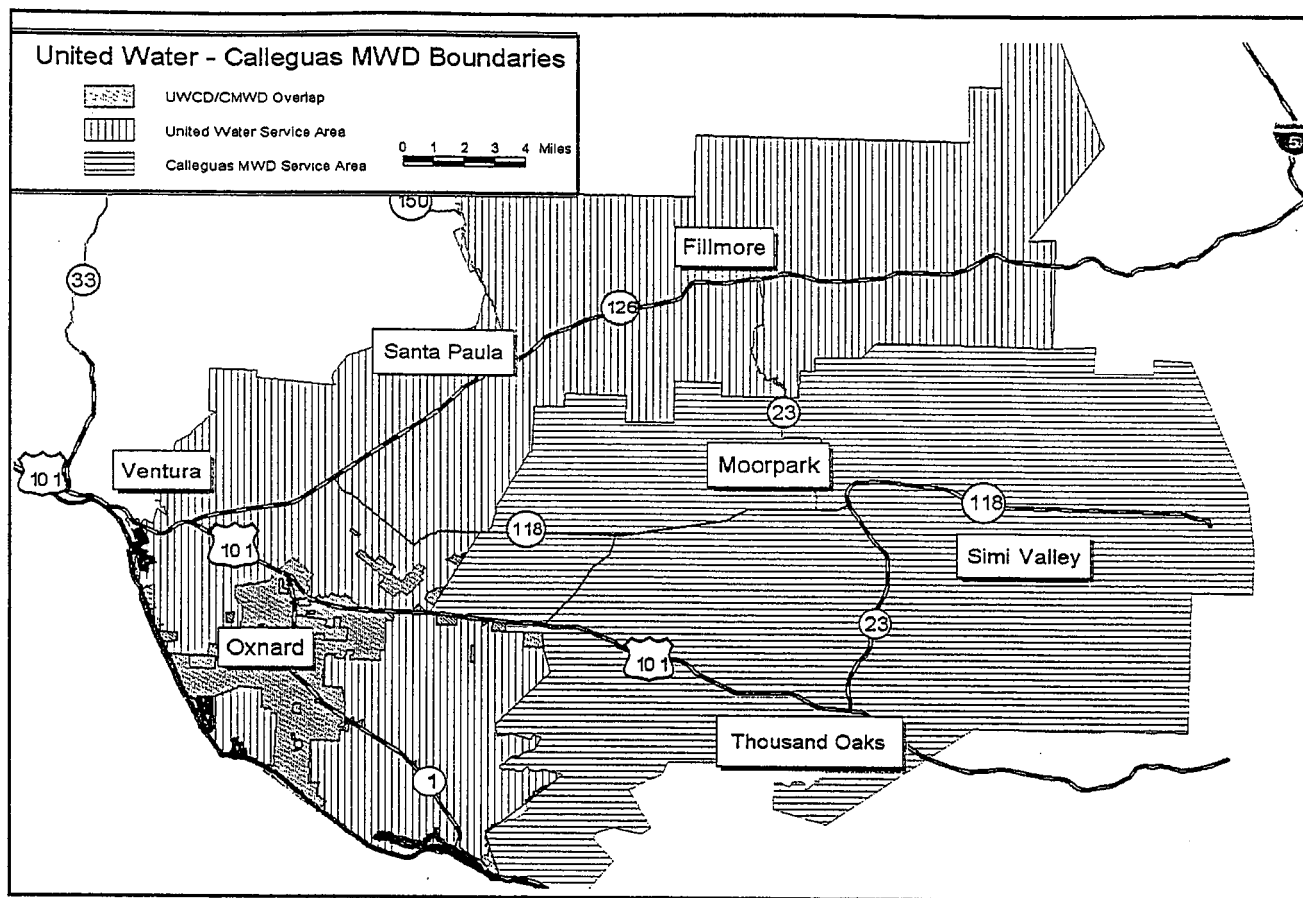 United Water - Calleguas MWD Boundaries
UWCD/CMWD Overlap
United Water Service Area
Calleguas MWD Service Area
0 1 2 3 4 Miles
5
150
33
Fillmore
126
Santa Paula
23
Ventura
Moorpark
101
118
118
101
Simi Valley
Oxnard
23
101
Thousand Oaks
1